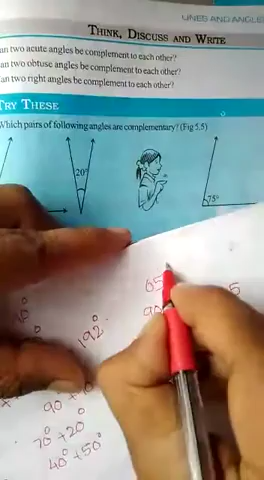 LINES AND ANGLES
THINK, DISCUSS AND WRITE
an two acute angles be complement to each other?
an two obtuse angles be complement to each other?
an two right angles be complement to each other?
TRY THESE
Which pairs of following angles are complementary? (Fig 5.5)
20°
75°
65
5
90
192°
90 +
70° + 20°
40° + 50°